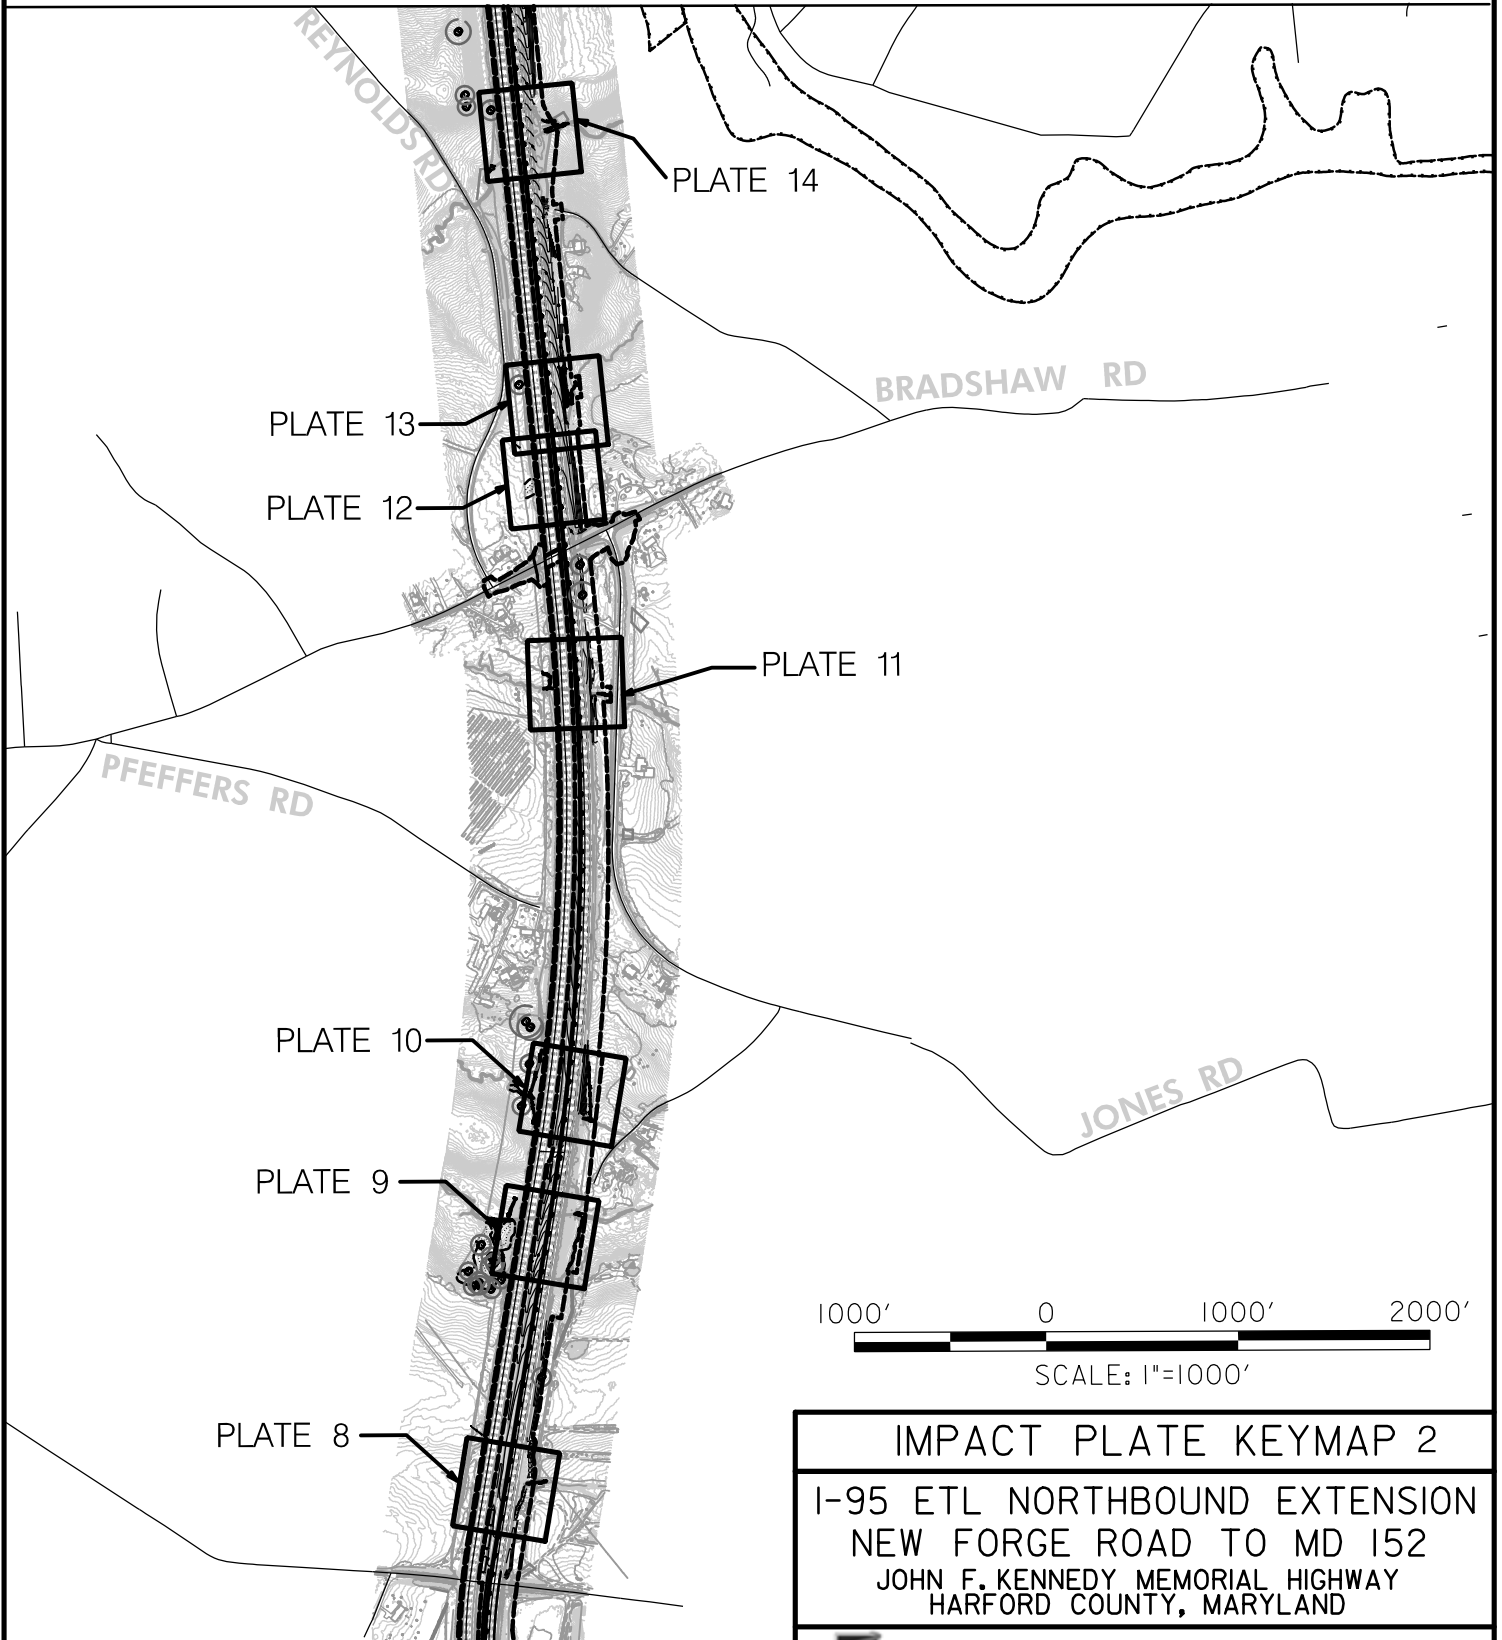 REYNOLDS RD
PLATE 14
BRADSHAW RD
PLATE 13
PLATE 12
PLATE 11
PFEFFERS RD
PLATE 10
JONES RD
PLATE 9
1000' 0 1000' 2000'
SCALE: 1"=1000'
PLATE 8
IMPACT PLATE KEYMAP 2
I-95 ETL NORTHBOUND EXTENSION
NEW FORGE ROAD TO MD 152
JOHN F. KENNEDY MEMORIAL HIGHWAY
HARFORD COUNTY, MARYLAND